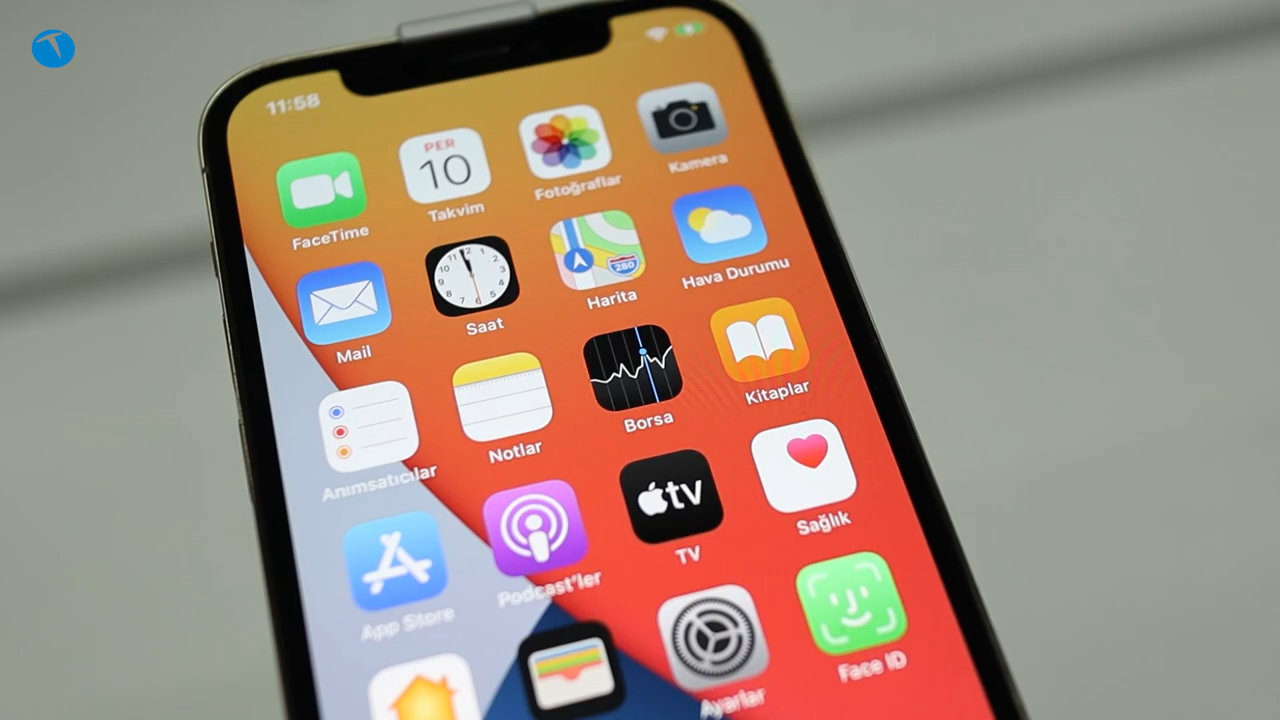 11:58
PER
10
FaceTime
Takvim
Fotoğraflar
Kamera
Mail
Saat
280
Harita
Hava Durumu
Anımsatıcılar
Notlar
Borsa
Kitaplar
App Store
Podcast'ler
tv
TV
Sağlık
Ayarlar
Face ID